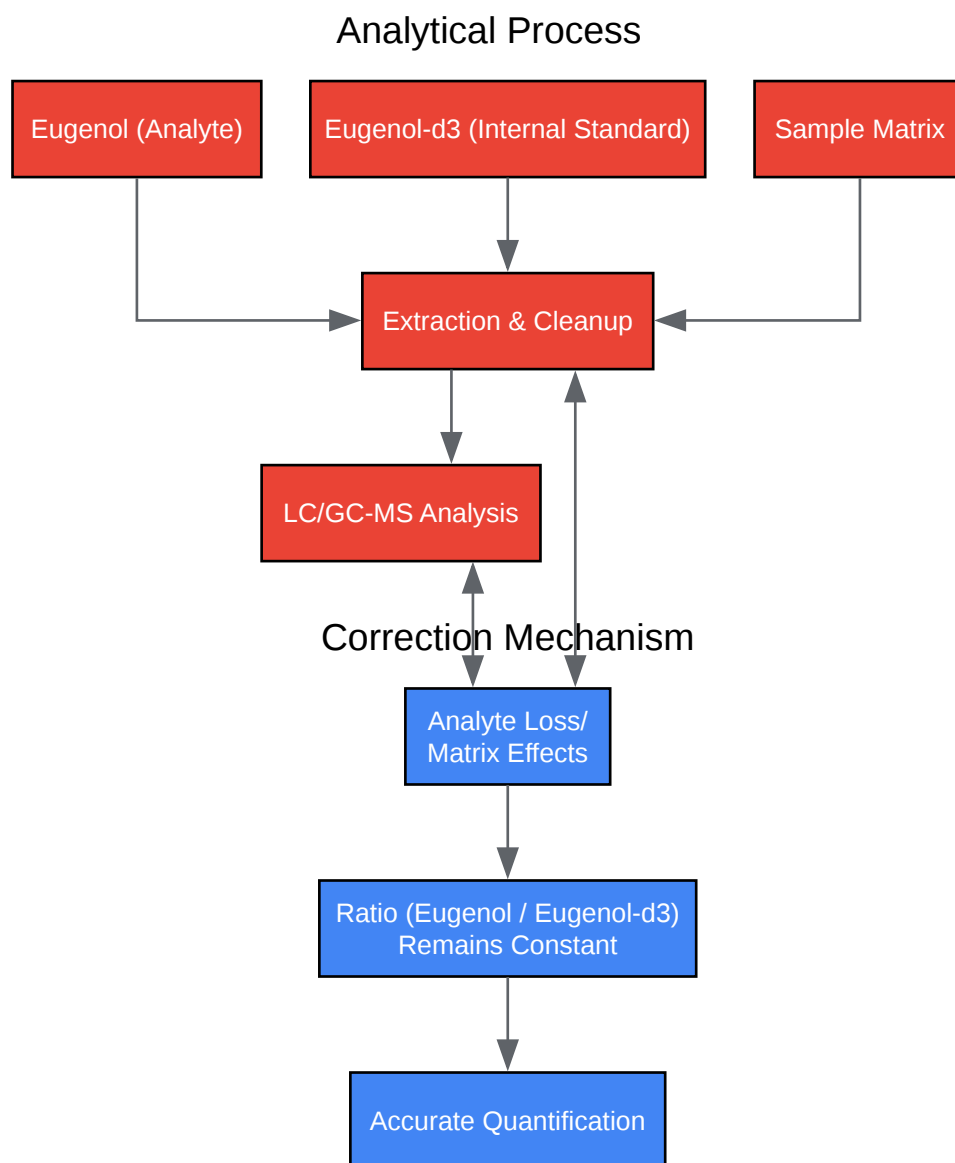 Analytical Process
Eugenol (Analyte)
Eugenol-d3 (Internal Standard)
Sample Matrix
Extraction & Cleanup
LC/GC-MS Analysis
Correction Mechanism
Analyte Loss/
Matrix Effects
Ratio (Eugenol / Eugenol-d3)
Remains Constant
Accurate Quantification